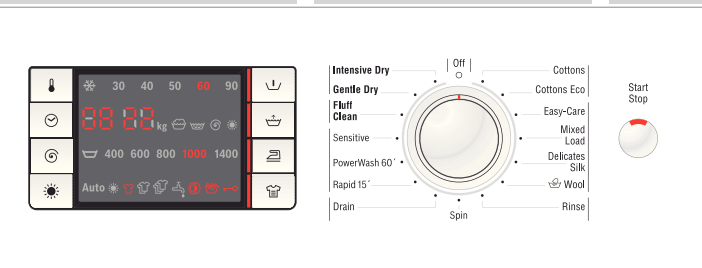 30 40 50 60 90
88 88 kg
400 600 800 1000 1400
Auto
Off
Intensive Dry
Gentle Dry
Fluff
Clean
Sensitive
PowerWash 60´
Rapid 15´
Drain
Spin
Cottons
Cottons Eco
Easy-Care
Mixed
Load
Delicates
Silk
Wool
Rinse
Start
Stop